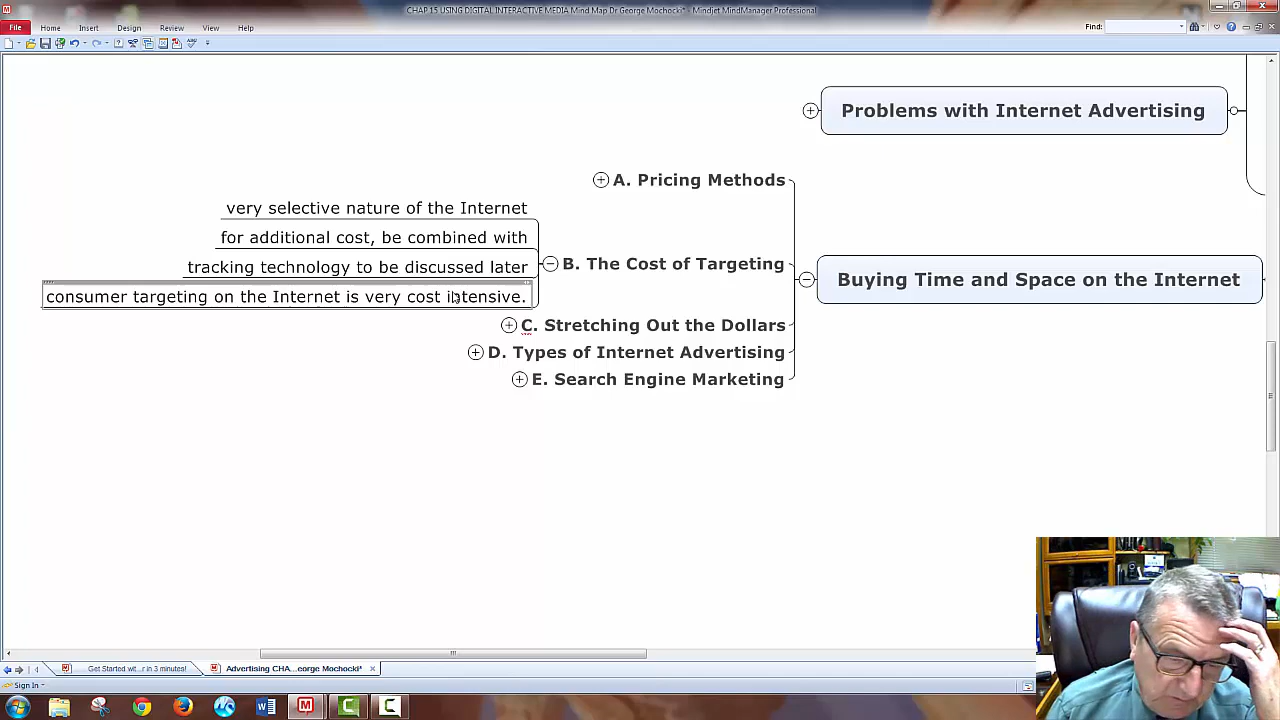 CHAP 15 USING DIGITAL INTERACTIVE MEDIA Mind Map Dr George Mochocki* - Mindjet MindManager Professional
File Home Insert Design Review View Help Find:
Problems with Internet Advertising
A. Pricing Methods
very selective nature of the Internet
for additional cost, be combined with
tracking technology to be discussed later
consumer targeting on the Internet is very cost intensive.
B. The Cost of Targeting
Buying Time and Space on the Internet
C. Stretching Out the Dollars
D. Types of Internet Advertising
E. Search Engine Marketing
Get Started wit...r in 3 minutes!
Advertising CHA...eorge Mochocki*
Sign In